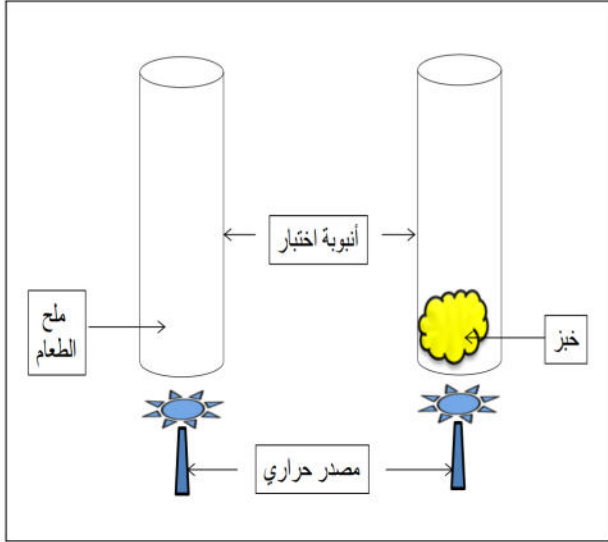 أنبوبة اختبار
ملح
الطعام
خبز
مصدر حراري